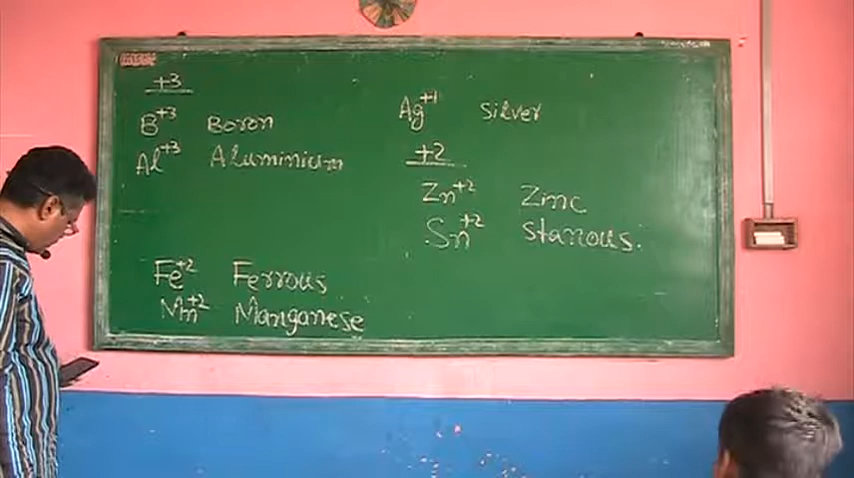 +3
B+3 Boron
Al+3 Aluminium
Fe+2 Ferrous
Mn+2 Manganese
Ag+1 Silver
+2
Zn+2 Zinc
Sn+2 Stanous.